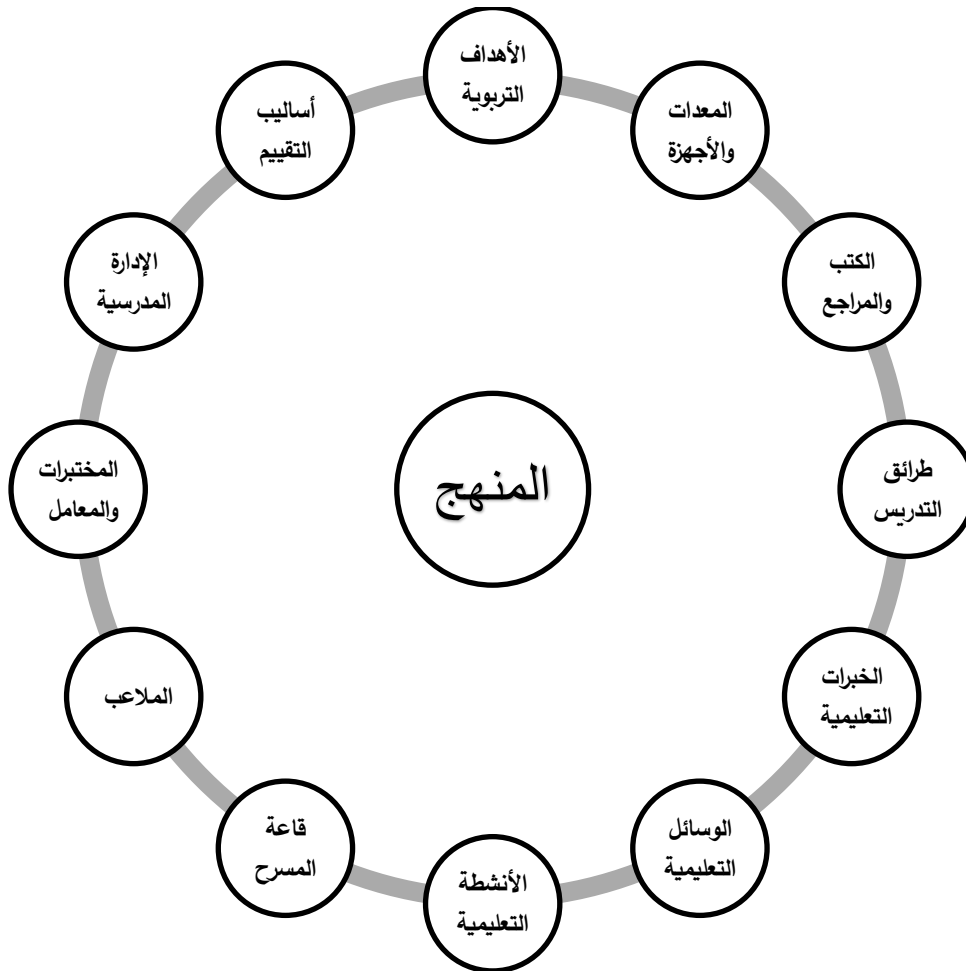 الأهداف
التربوية
المعدات
والأجهزة
الكتب
والمراجع
طرائق
التدريس
الخبرات
التعليمية
الوسائل
التعليمية
الأنشطة
التعليمية
قاعة
المسرح
الملاعب
المختبرات
والمعامل
الإدارة
المدرسية
أساليب
التقييم
المنهج